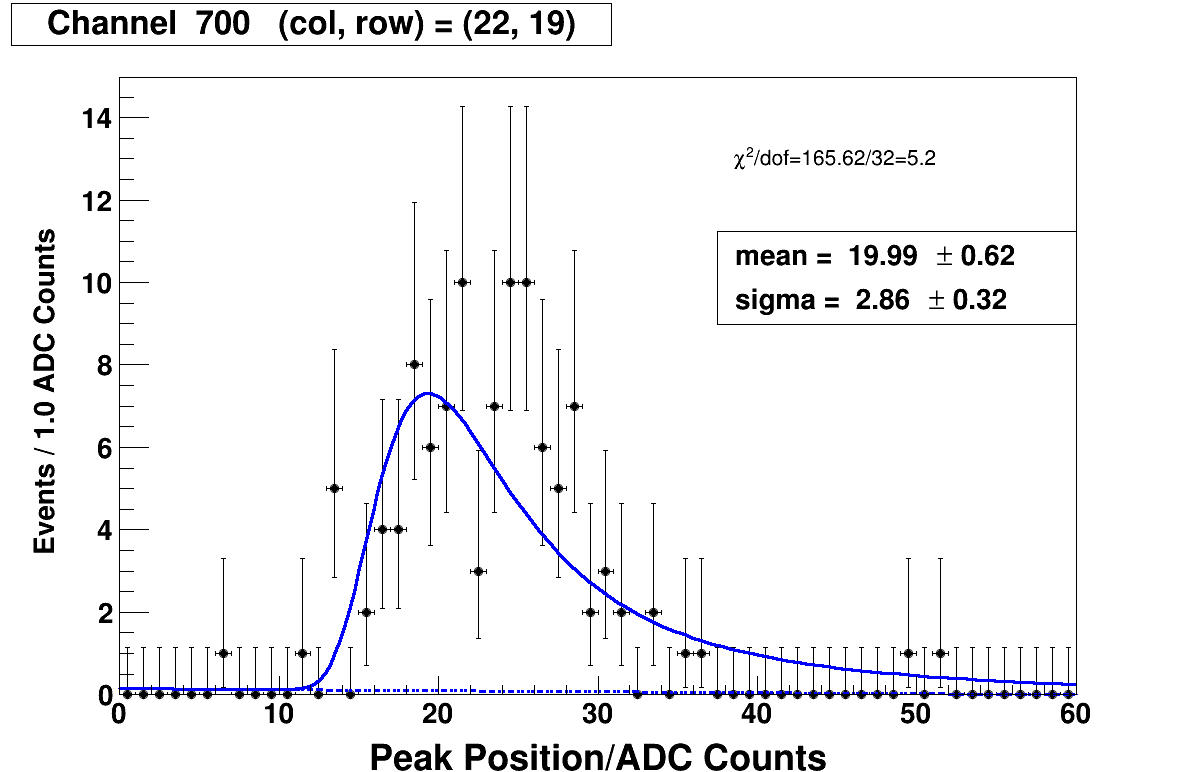 Channel 700 (col, row) = (22, 19)
χ²/dof=165.62/32=5.2
mean = 19.99 ± 0.62
sigma = 2.86 ± 0.32
Events / 1.0 ADC Counts
14
12
10
8
6
4
2
0
0 10 20 30 40 50 60
Peak Position/ADC Counts